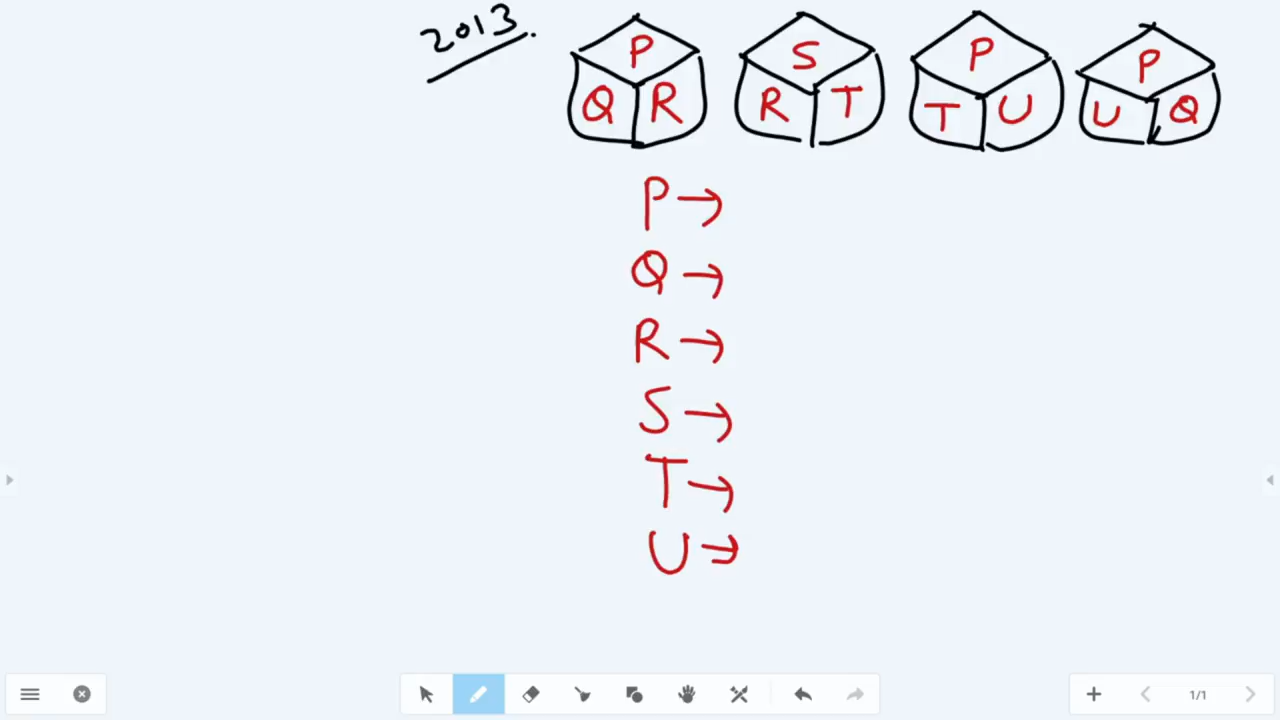 2013.
P Q R
S R T
P T U
P U Q
P →
Q →
R →
S →
T →
U →
1/1